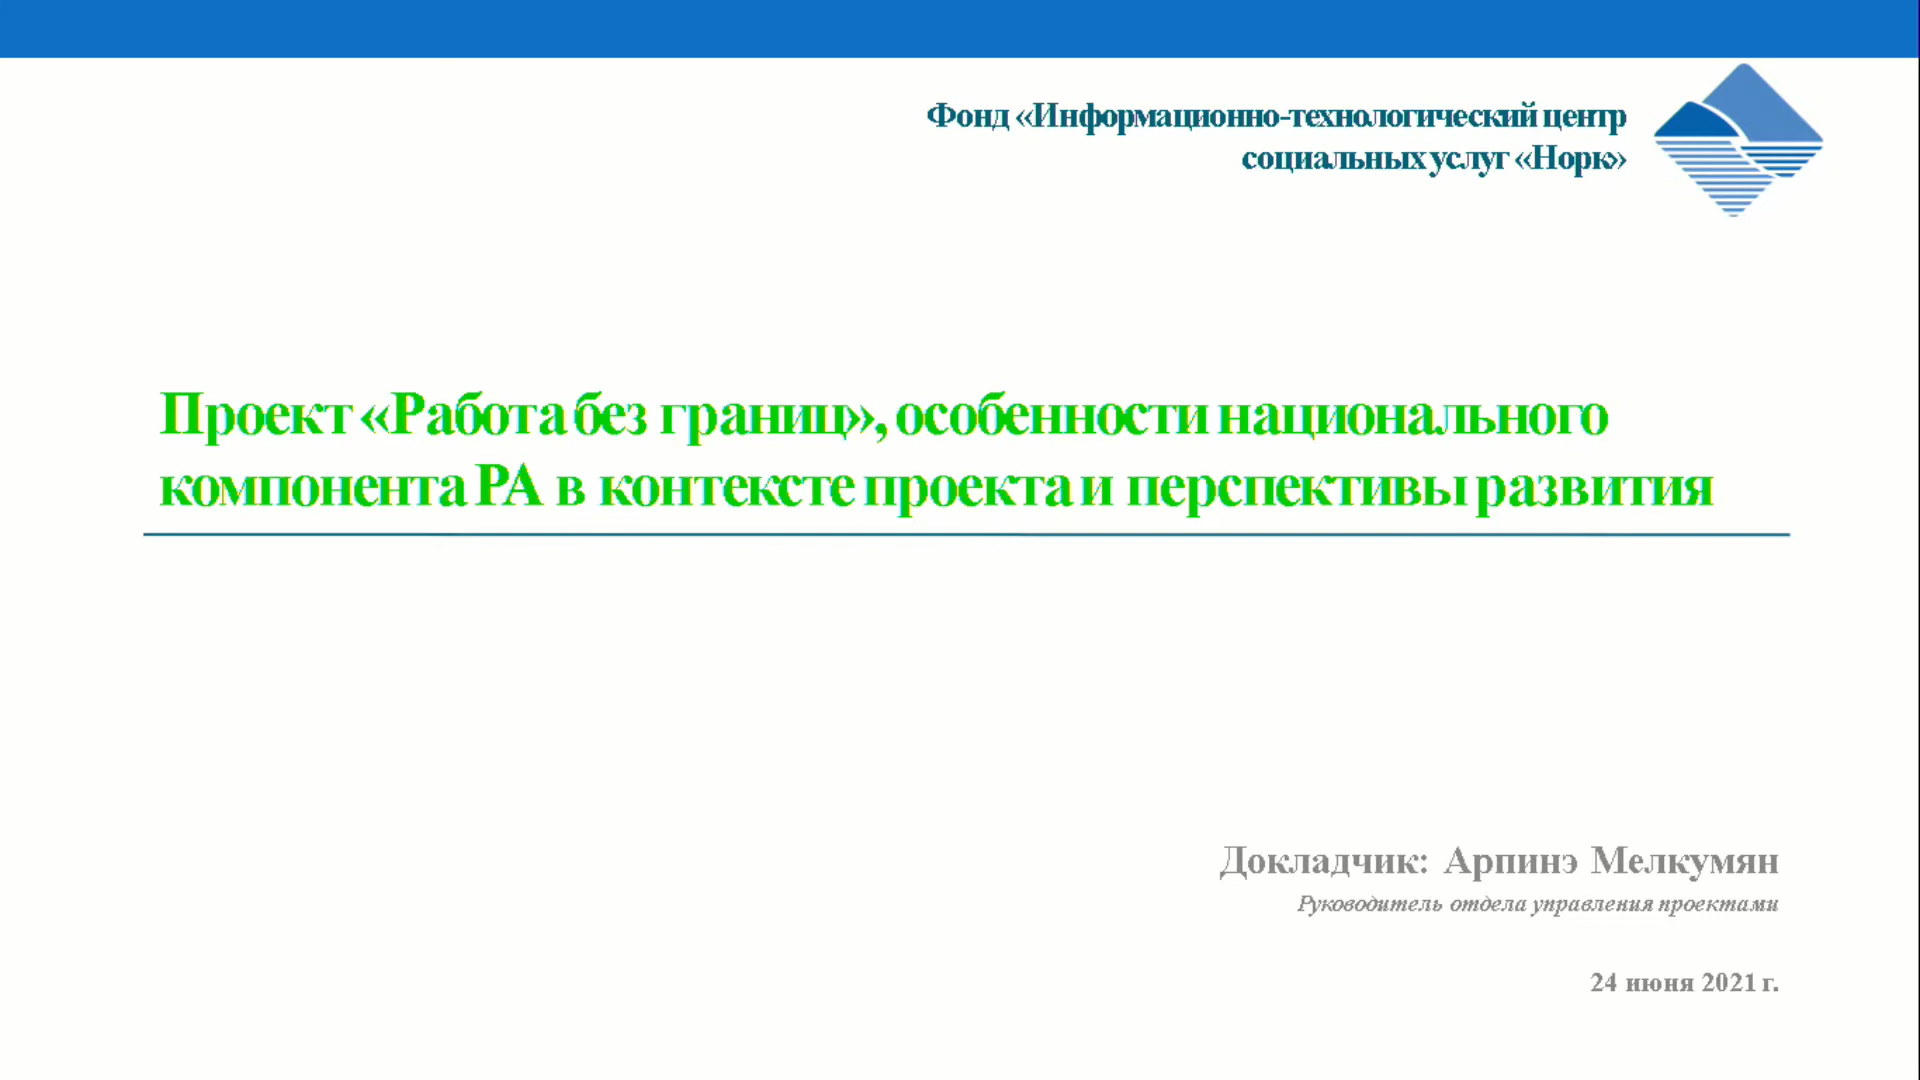 Фонд «Информационно-технологический центр
социальных услуг «Норк»
Проект «Работа без границ», особенности национального
компонента РА в контексте проекта и перспективы развития
Докладчик: Арпинэ Мелкумян
Руководитель отдела управления проектами
24 июня 2021 г.